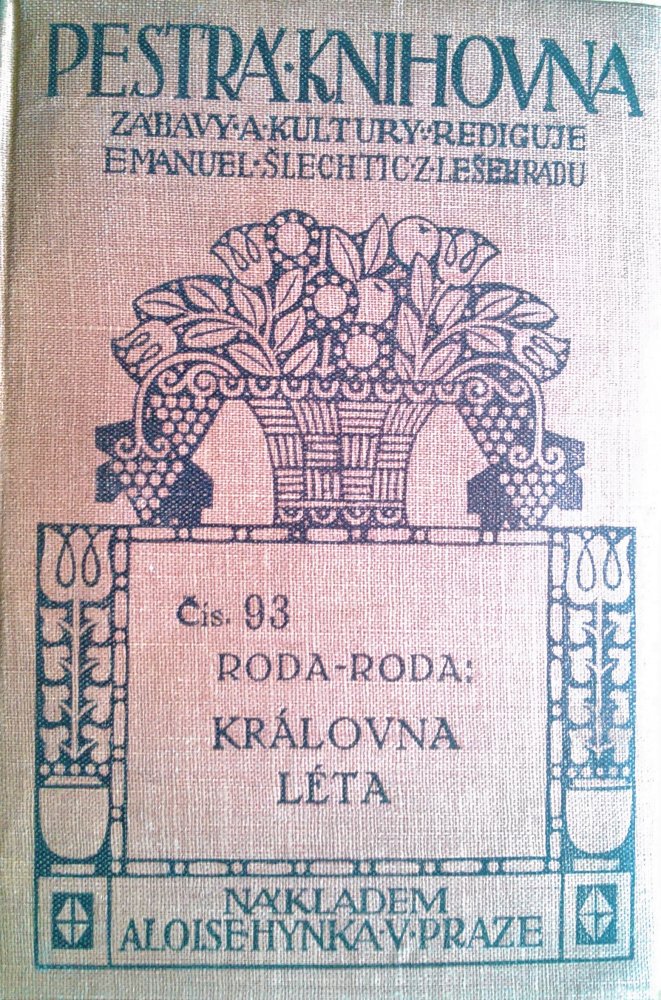 PESTRÁ·KNIHOVNA
ZÁBAVY·A·KULTURY·REDIGUJE
EMANUEL·ŠLECHTIC·Z·LEŠEHRADU
Čís. 93
RODA-RODA:
KRÁLOVNA
LÉTA
NÁKLADEM
ALOISE·HYNKA·V·PRAZE